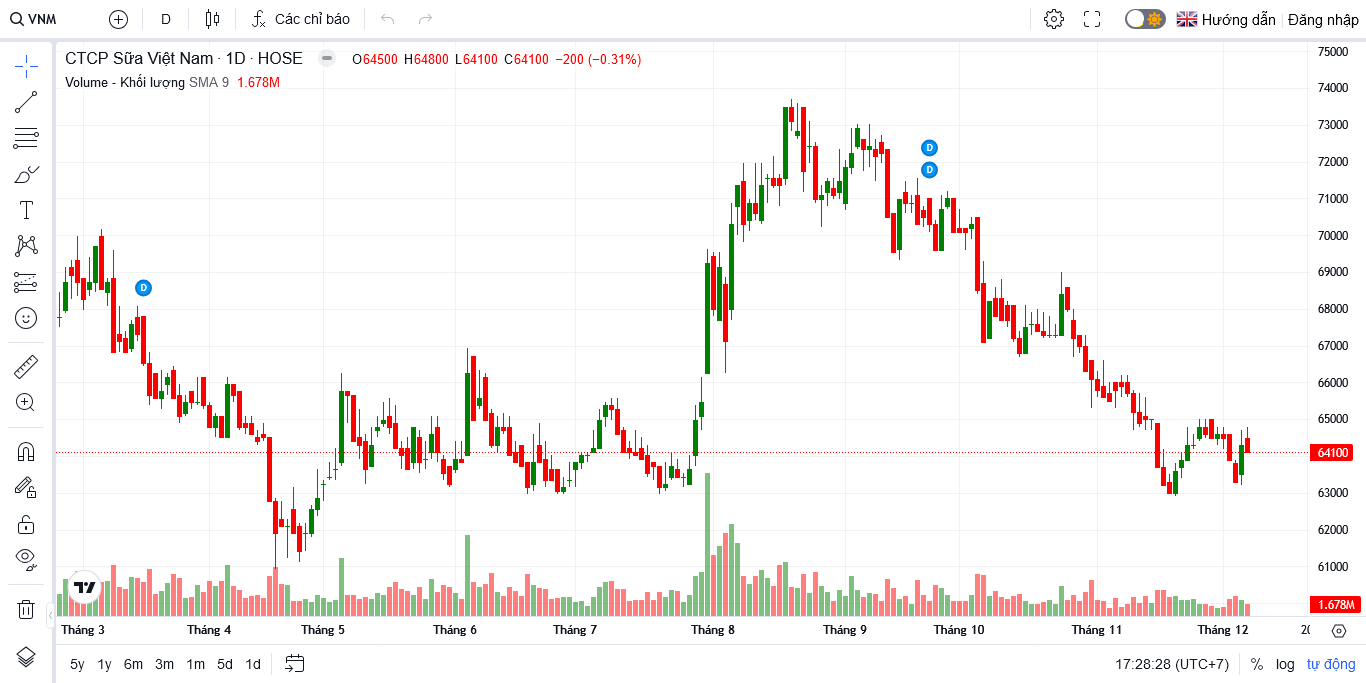 VNM D Các chỉ báo Hướng dẫn Đăng nhập
CTCP Sữa Việt Nam · 1D · HOSE O64500 H64800 L64100 C64100 −200 (−0.31%)
Volume - Khối lượng SMA 9 1.678M
D
D
D
75000
74000
73000
72000
71000
70000
69000
68000
67000
66000
65000
64100
63000
62000
61000
1.678M
Tháng 3 Tháng 4 Tháng 5 Tháng 6 Tháng 7 Tháng 8 Tháng 9 Tháng 10 Tháng 11 Tháng 12
5y 1y 6m 3m 1m 5d 1d 17:28:28 (UTC+7) % log tự động